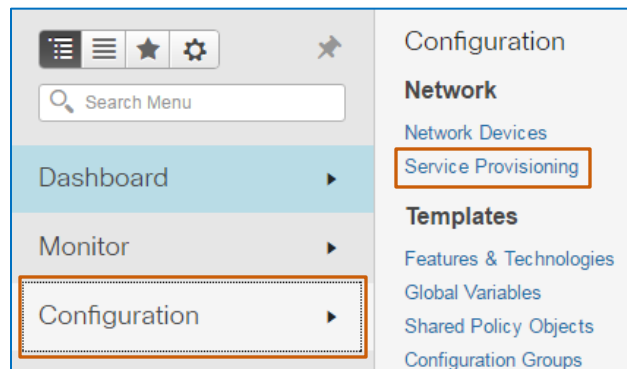 Search Menu
Dashboard
Monitor
Configuration
Configuration
Network
Network Devices
Service Provisioning
Templates
Features & Technologies
Global Variables
Shared Policy Objects
Configuration Groups